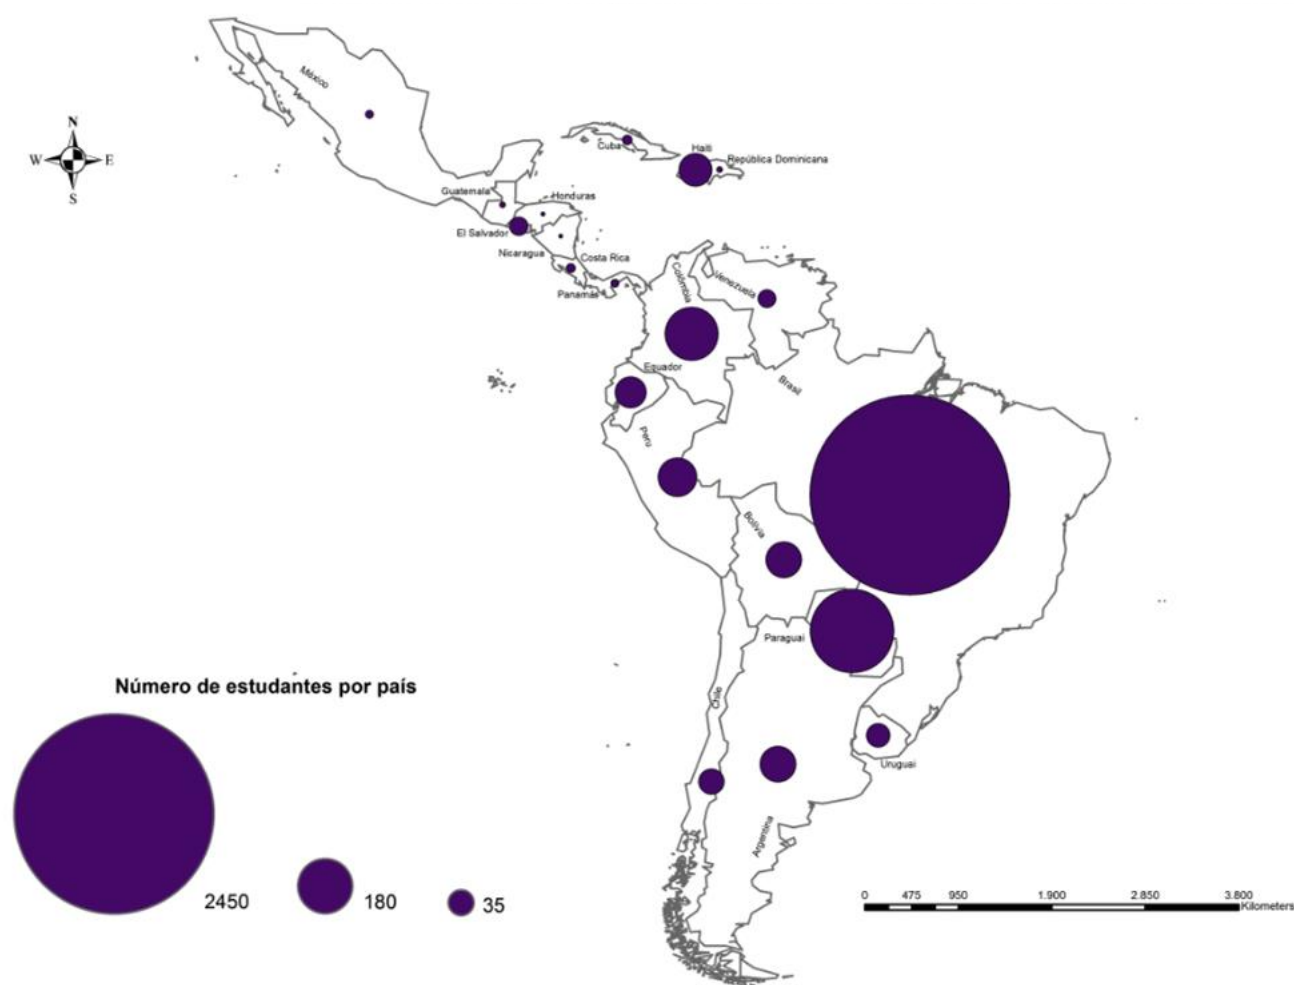 México
N
W E
S
Cuba
Haiti
República Dominicana
Guatemala
Honduras
El Salvador
Nicaragua
Costa Rica
Panamás
Colômbia
Venezuela
Equador
Brasil
Peru
Bolívia
Paraguai
Chile
Uruguai
Argentina
Número de estudantes por país
2450
180
35
0 475 950 1.900 2.850 3.800
Kilometers